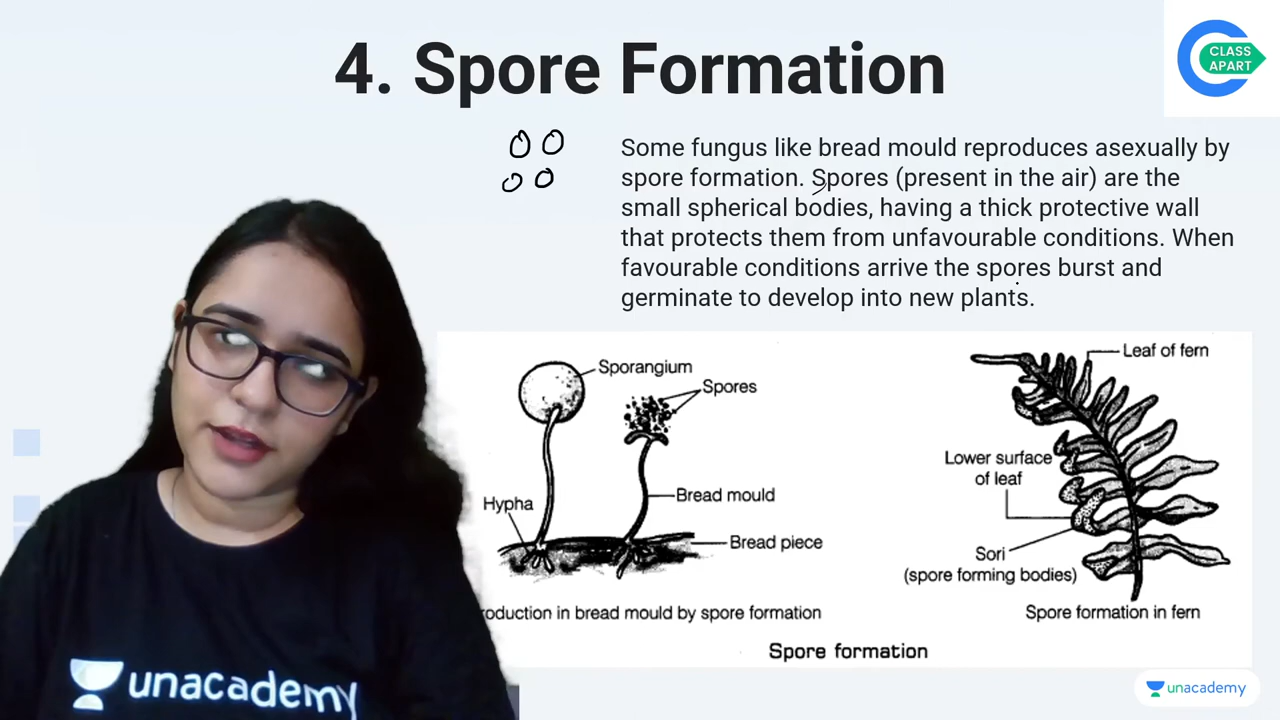 4. Spore Formation
CLASS
APART
Some fungus like bread mould reproduces asexually by
spore formation. Spores (present in the air) are the
small spherical bodies, having a thick protective wall
that protects them from unfavourable conditions. When
favourable conditions arrive the spores burst and
germinate to develop into new plants.
Sporangium
Spores
Hypha
Bread mould
Bread piece
Leaf of fern
Lower surface
of leaf
Sori
(spore forming bodies)
in bread mould by spore formation
Spore formation in fern
Spore formation
unacademy
unacademy